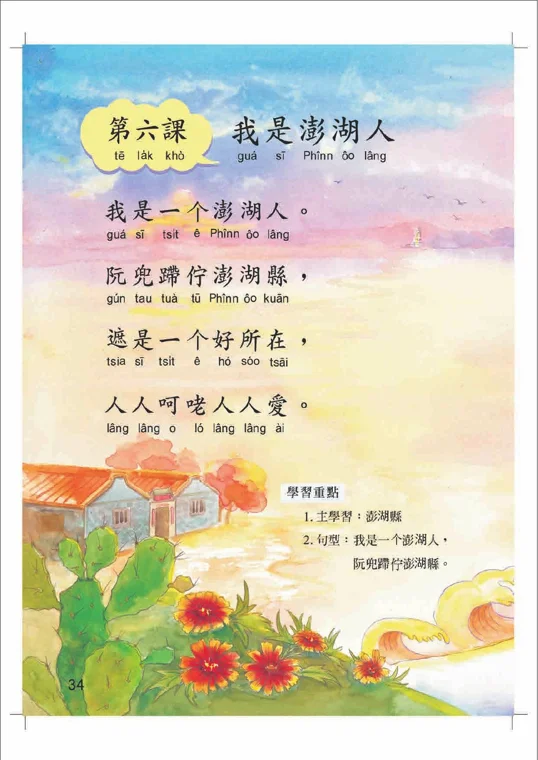 第六課
tē la̍k khò
我是澎湖人
guá sī Phînn ôo lâng
我是一个澎湖人。
guá sī tsi̍t ê Phînn ôo lâng
阮兜蹛佇澎湖縣，
gún tau tuà tū Phînn ôo kuān
遮是一个好所在，
tsia sī tsi̍t ê hó sóo tsāi
人人呵咾人人愛。
lâng lâng o ló lâng lâng ài
學習重點
1. 主學習：澎湖縣
2. 句型：我是一个澎湖人，
阮兜蹛佇澎湖縣。
34